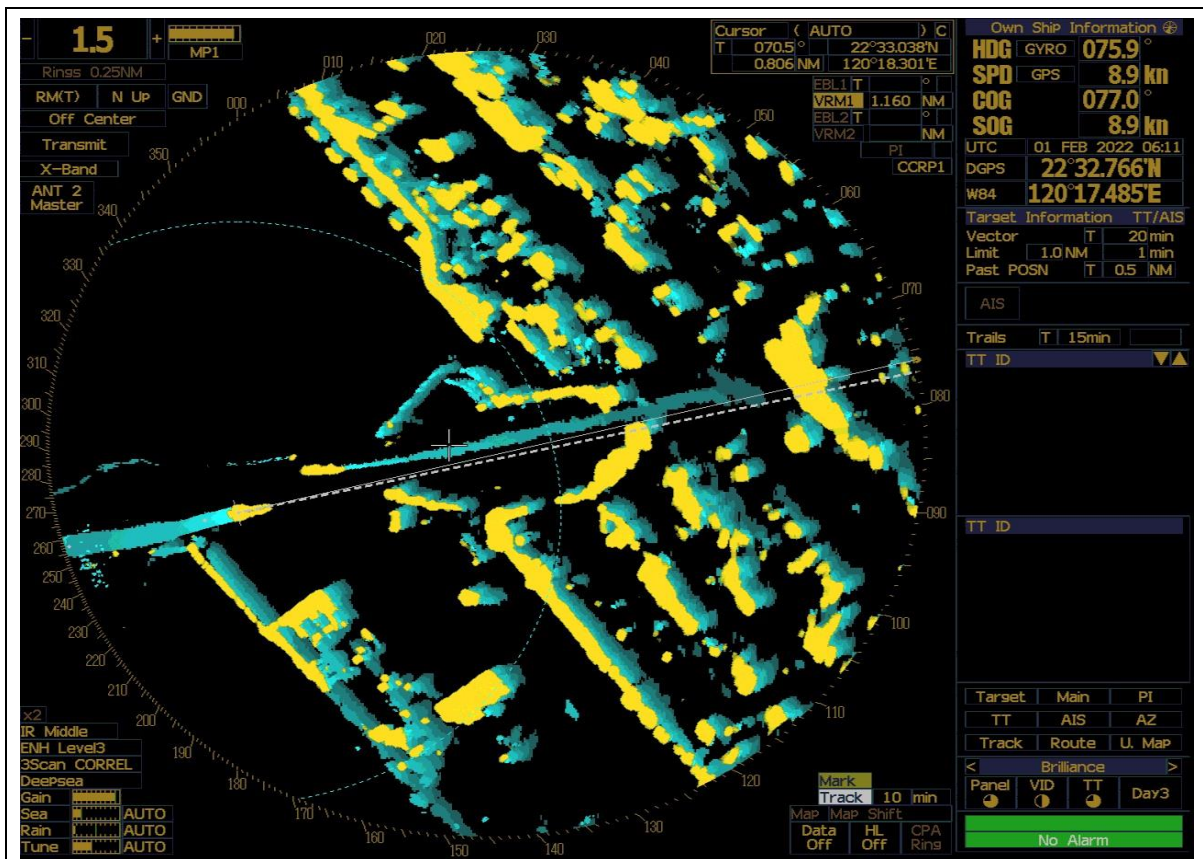 1.5
- +
MP1
Rings 0.25NM
RM(T) N Up GND
Off Center
Transmit
X-Band
ANT 2
Master
Cursor ( AUTO ) C
T 070.5° 22°33.038'N
0.806 NM 120°18.301'E
EBL1 T °
VRM1 1.160 NM
EBL2 T °
VRM2 NM
PI
CCRP1
000
010
020
030
040
050
060
070
080
090
100
110
120
130
140
150
160
170
180
190
200
210
220
230
240
250
260
270
280
290
300
310
320
330
340
350
Own Ship Information
HDG GYRO 075.9°
SPD GPS 8.9 kn
COG 077.0°
SOG 8.9 kn
UTC 01 FEB 2022 06:11
DGPS 22°32.766'N
W84 120°17.485'E
Target Information TT/AIS
Vector T 20 min
Limit 1.0 NM 1 min
Past POSN T 0.5 NM
AIS
Trails T 15min
TT ID
TT ID
Target Main PI
TT AIS AZ
Track Route U. Map
< Brilliance >
Panel VID TT Day3
No Alarm
x2
IR Middle
ENH Level3
3Scan CORREL
Deepsea
Gain
Sea AUTO
Rain AUTO
Tune AUTO
Mark
Track 10 min
Map Map Shift
Data Off HL Off CPA Ring